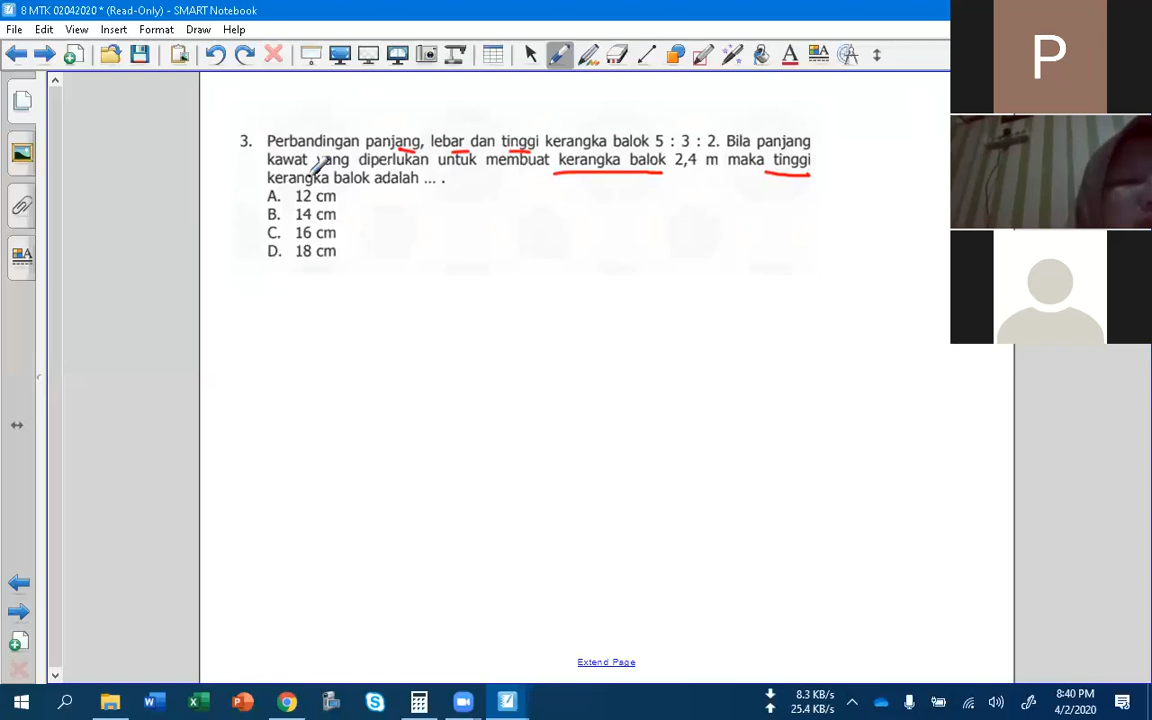 8 MTK 02042020 * (Read-Only) - SMART Notebook
File Edit View Insert Format Draw Help
P
3. Perbandingan panjang, lebar dan tinggi kerangka balok 5 : 3 : 2. Bila panjang
kawat yang diperlukan untuk membuat kerangka balok 2,4 m maka tinggi
kerangka balok adalah ... .
A. 12 cm
B. 14 cm
C. 16 cm
D. 18 cm
Extend Page
8.3 KB/s
25.4 KB/s
8:40 PM
4/2/2020